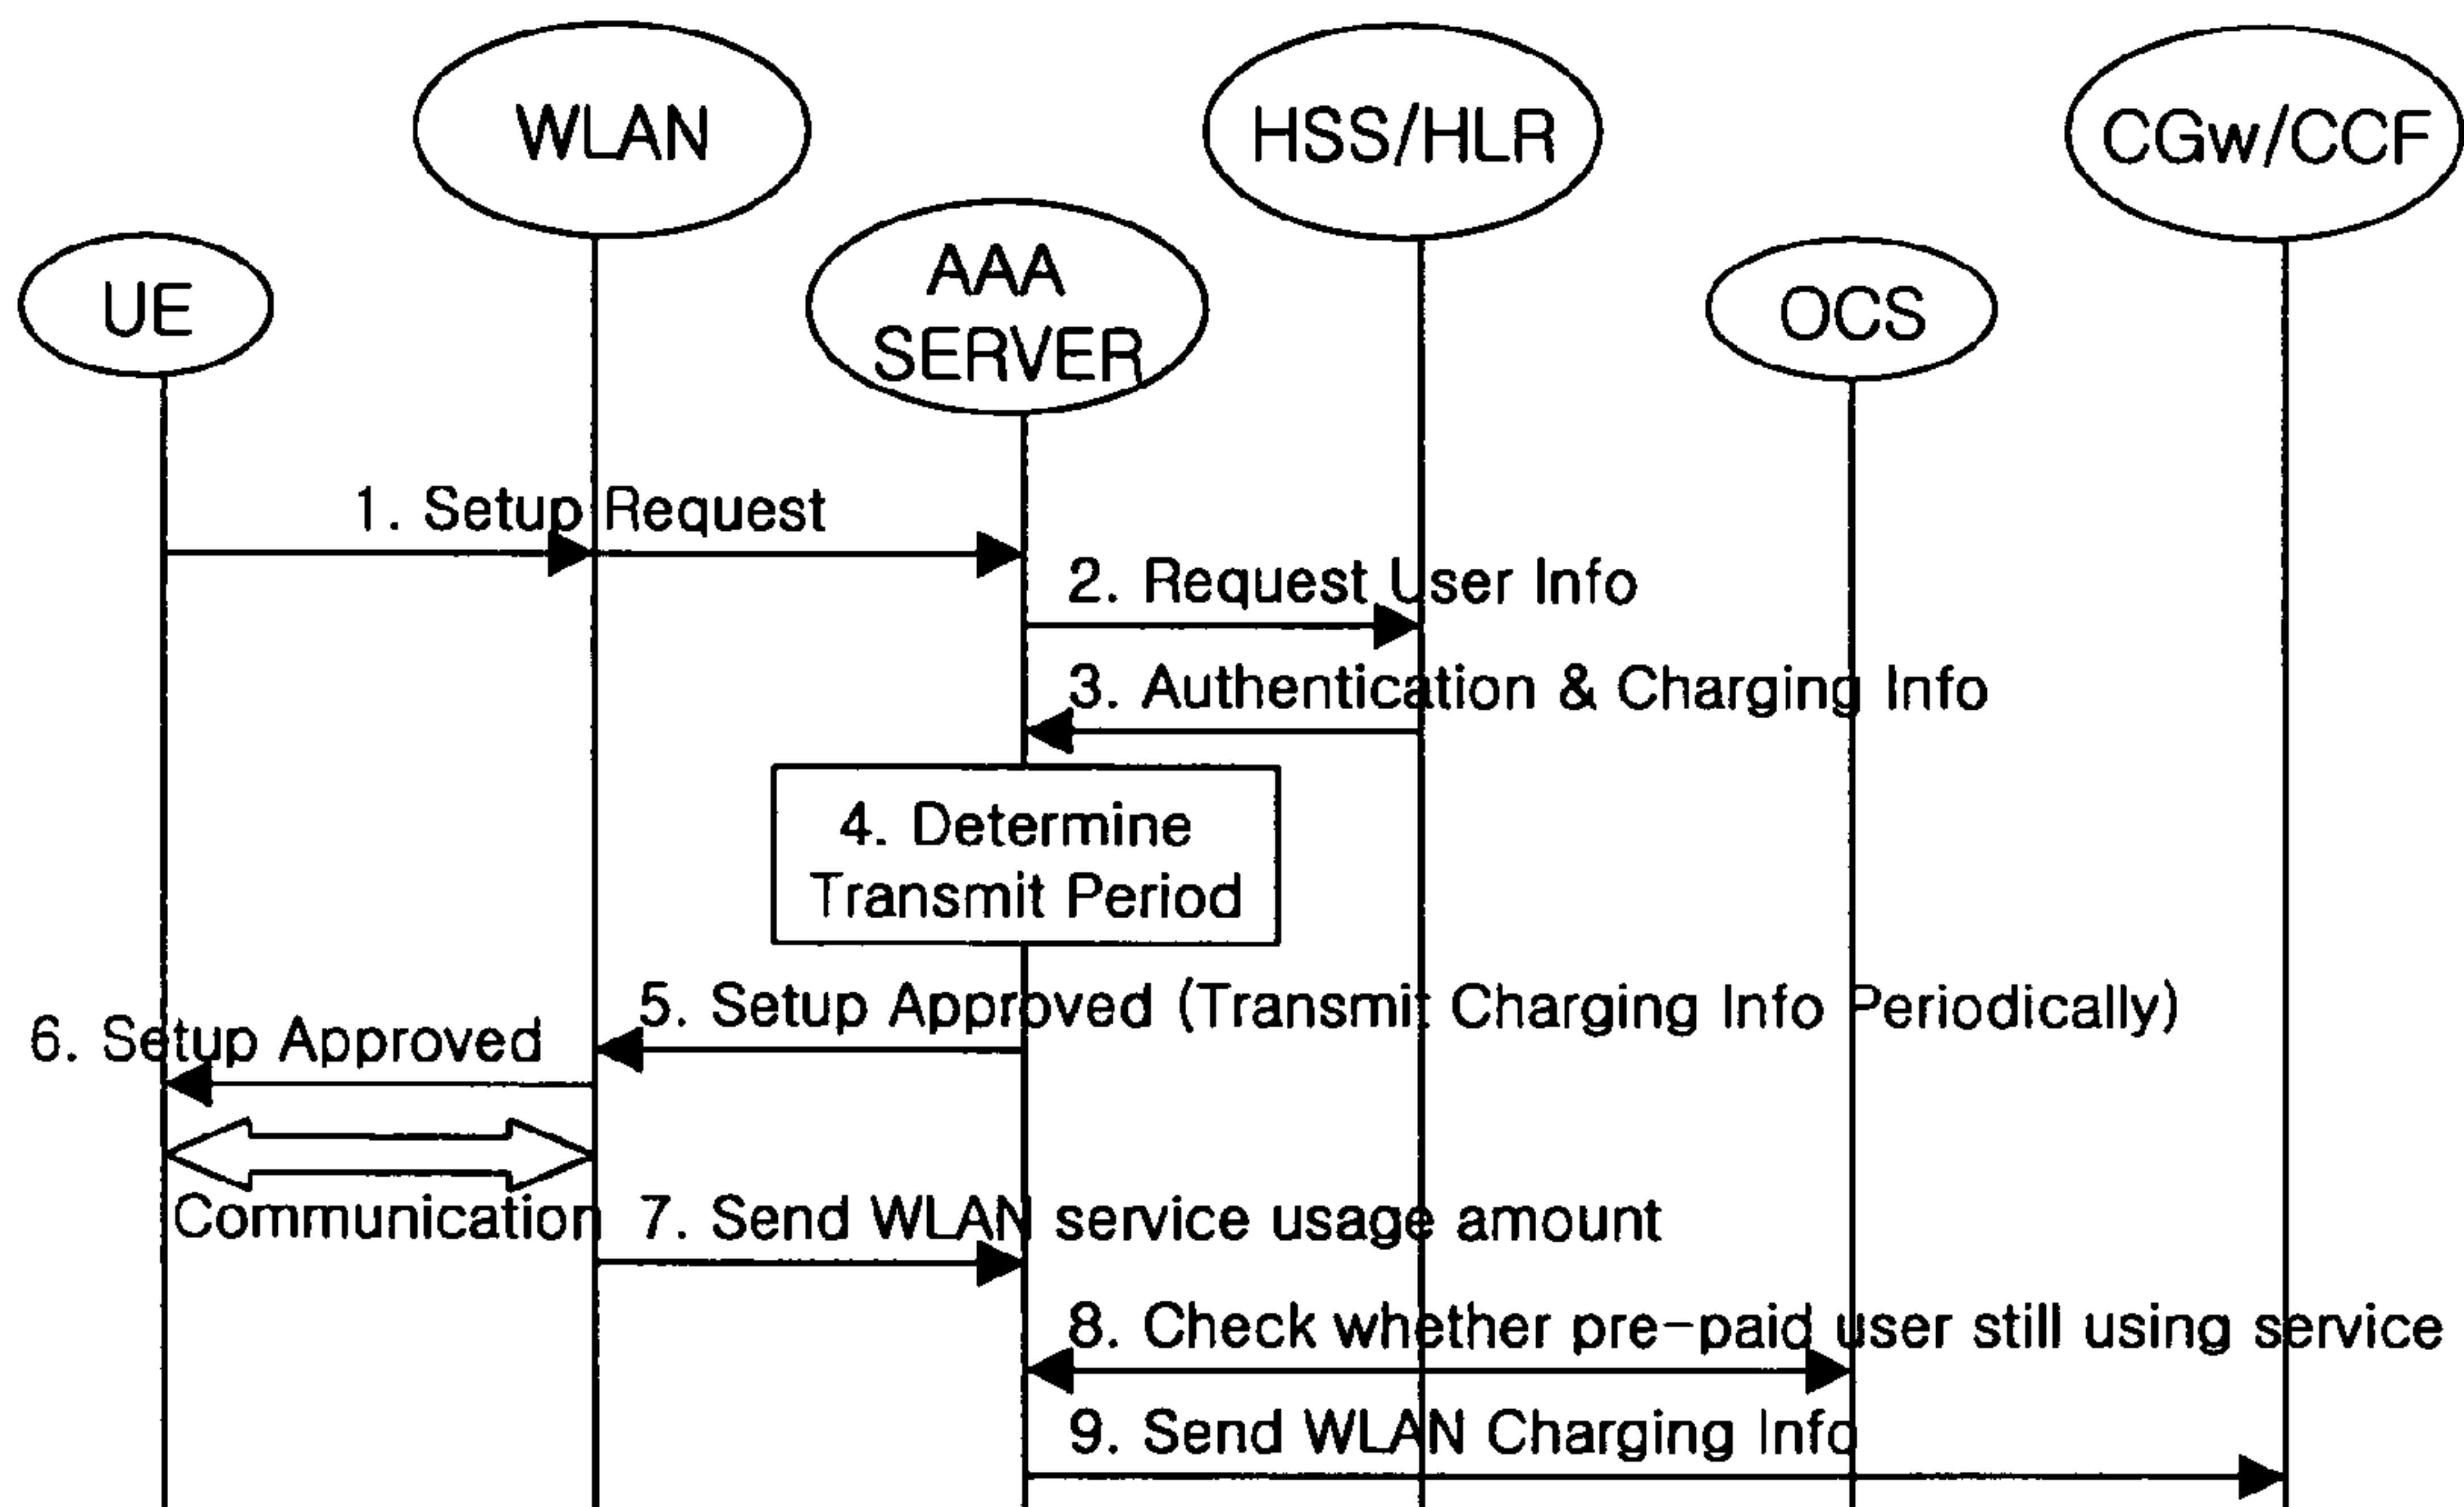 WLAN
HSS/HLR
CGw/CCF
UE
AAA
SERVER
OCS
1. Setup Request
2. Request User Info
3. Authentication & Charging Info
4. Determine
Transmit Period
5. Setup Approved (Transmit Charging Info Periodically)
6. Setup Approved
Communication
7. Send WLAN service usage amount
8. Check whether pre-paid user still using service
9. Send WLAN Charging Info